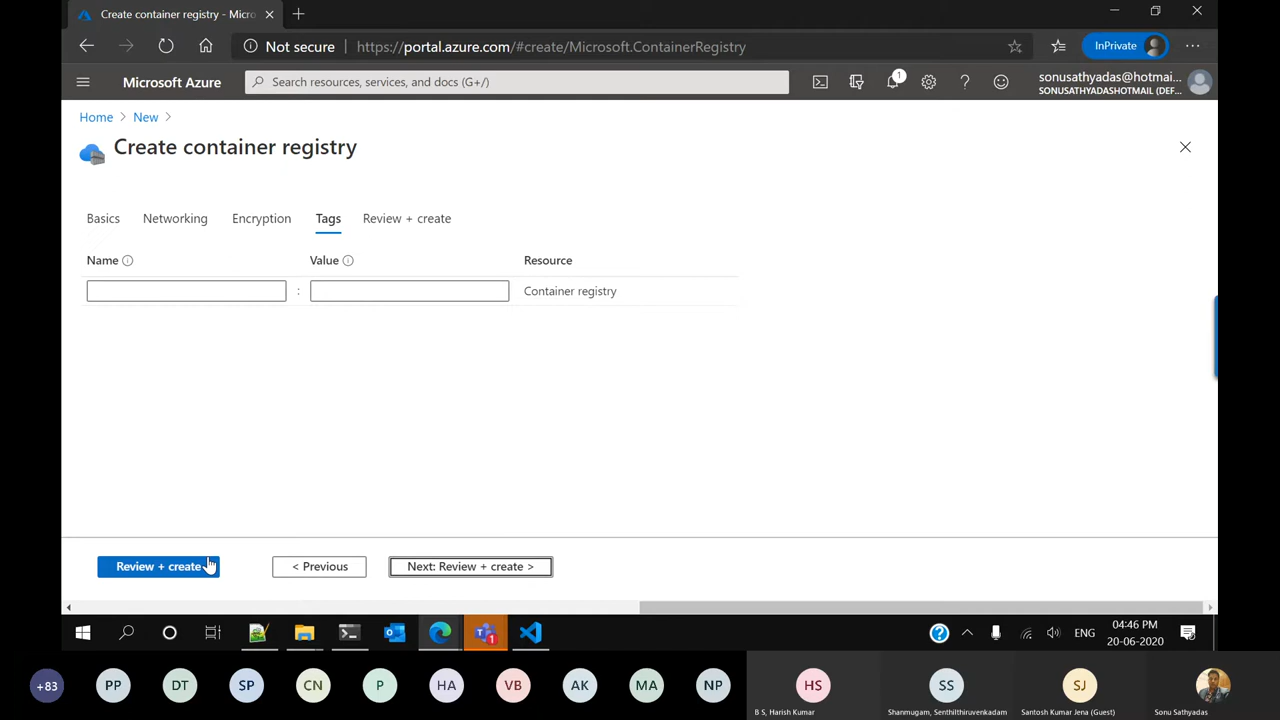 Create container registry - Micro
Not secure
https://portal.azure.com/#create/Microsoft.ContainerRegistry
InPrivate
Microsoft Azure
Search resources, services, and docs (G+/)
1
sonusathyadas@hotmai...
SONUSATHYADASHOTMAIL (DEF...
Home > New >
Create container registry
Basics
Networking
Encryption
Tags
Review + create
Name
Value
Resource
:
Container registry
Review + create
< Previous
Next: Review + create >
1
ENG
04:46 PM
20-06-2020
+83
PP
DT
SP
CN
P
HA
VB
AK
MA
NP
HS
B S, Harish Kumar
SS
Shanmugam, Senthilthiruvenkadam
SJ
Santosh Kumar Jena (Guest)
Sonu Sathyadas